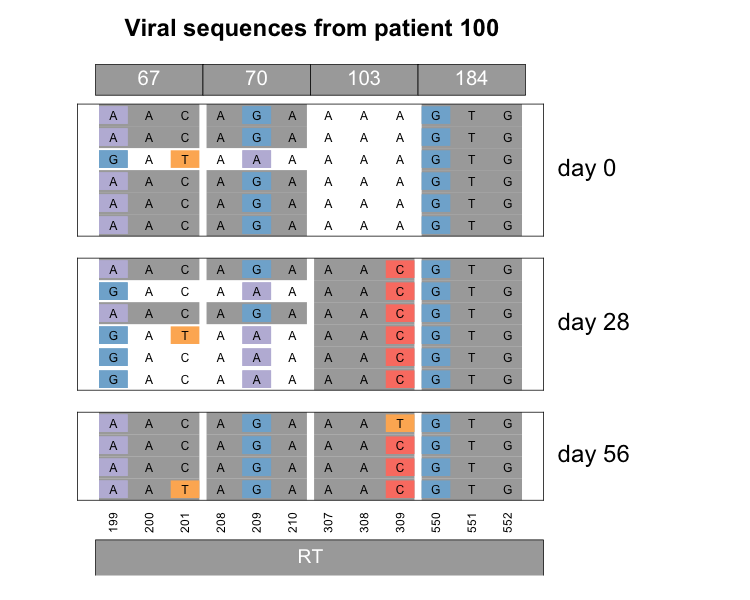 Viral sequences from patient 100
67 70 103 184
A A C A G A A A A G T G
A A C A G A A A A G T G
G A T A A A A A A G T G
A A C A G A A A A G T G
A A C A G A A A A G T G
A A C A G A A A A G T G
day 0
A A C A G A A A C G T G
G A C A A A A A C G T G
A A C A G A A A C G T G
G A T A A A A A C G T G
G A C A A A A A C G T G
G A C A A A A A C G T G
day 28
A A C A G A A A T G T G
A A C A G A A A C G T G
A A C A G A A A C G T G
A A T A G A A A C G T G
day 56
199 200 201 208 209 210 307 308 309 550 551 552
RT